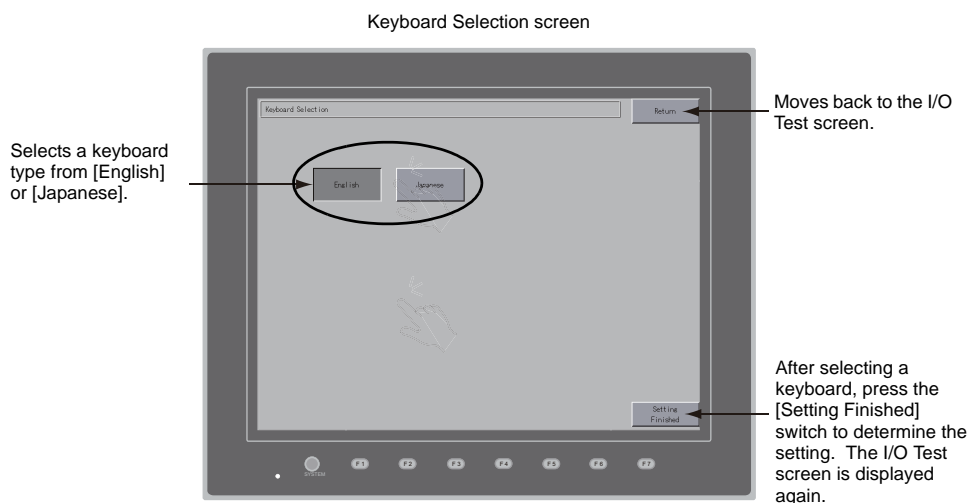 Keyboard Selection screen
Keyboard Selection
Return
Moves back to the I/O
Test screen.
Selects a keyboard
type from [English]
or [Japanese].
English
Japanese
After selecting a
keyboard, press the
[Setting Finished]
switch to determine the
setting. The I/O Test
screen is displayed
again.
Setting
Finished
SYSTEM
F1 F2 F3 F4 F5 F6 F7